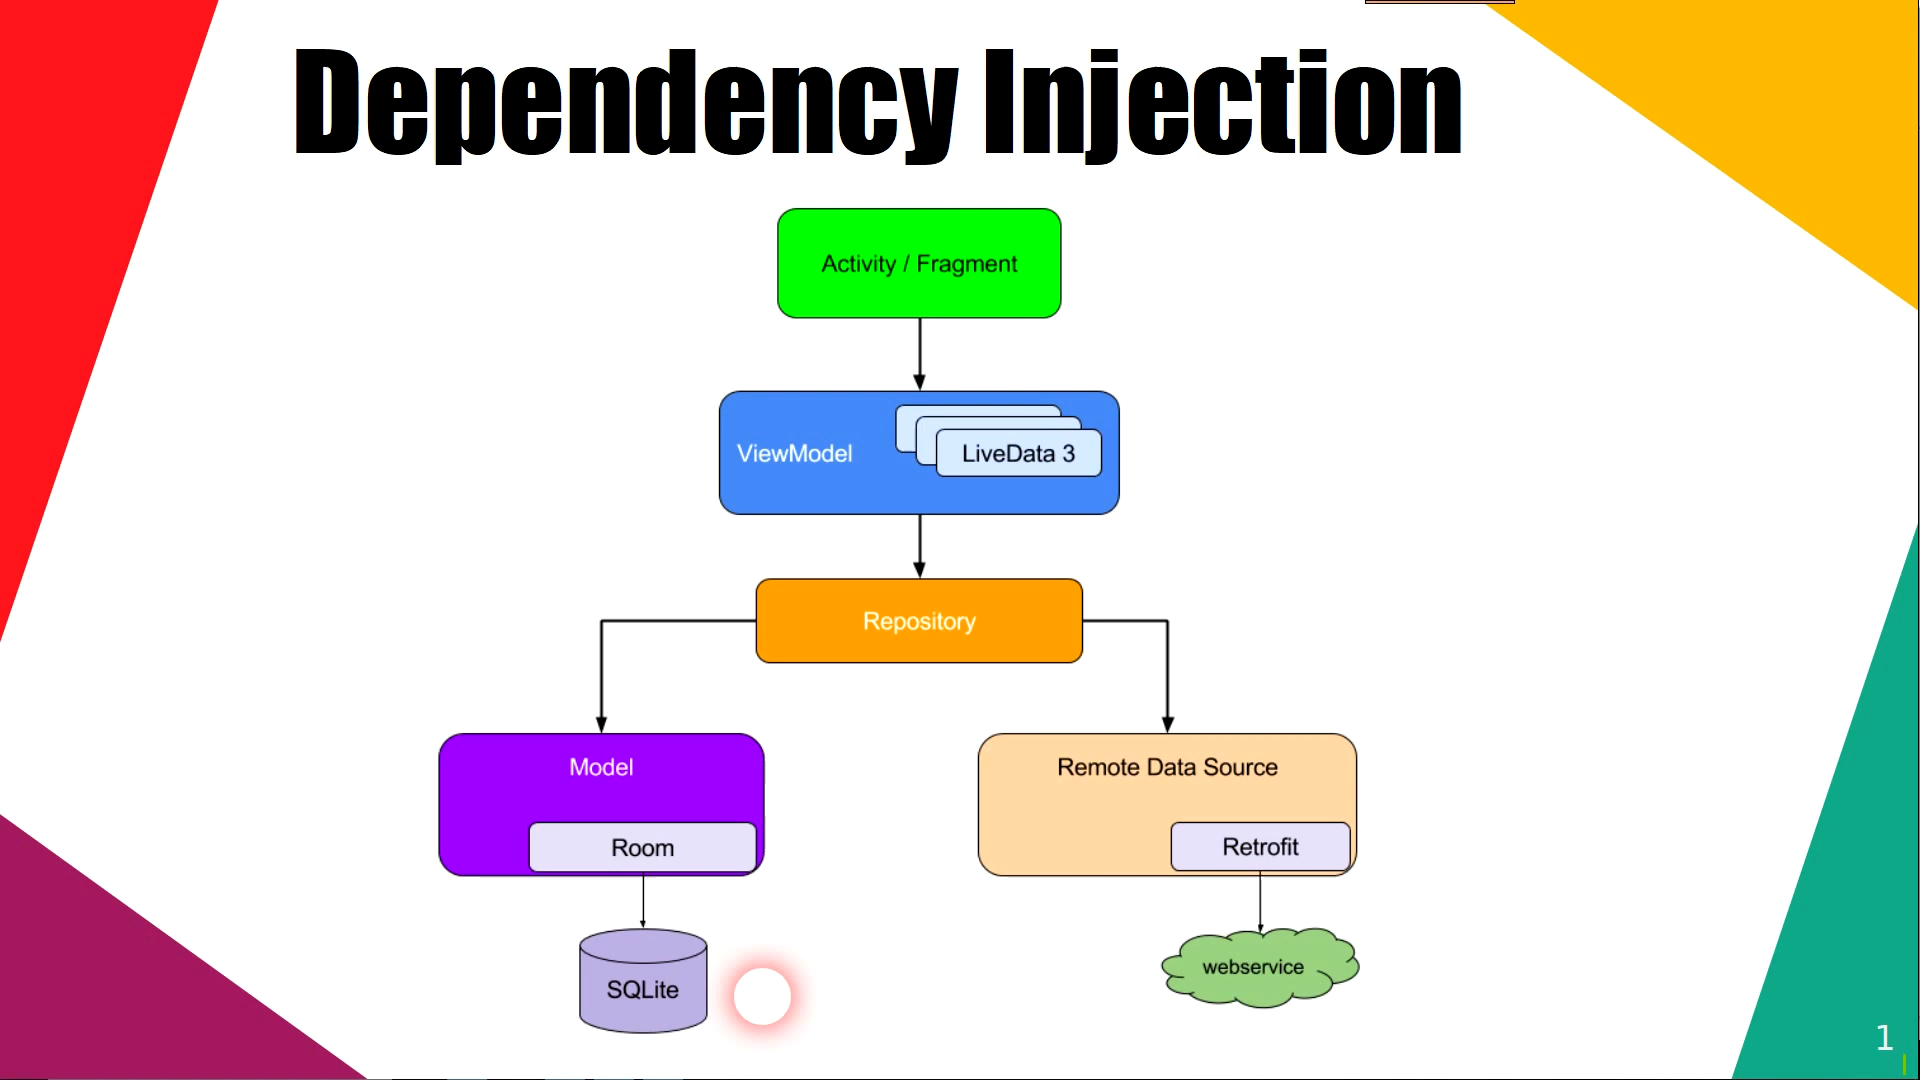 Dependency Injection
Activity / Fragment
ViewModel
LiveData 3
Repository
Model
Remote Data Source
Room
Retrofit
SQLite
webservice
1